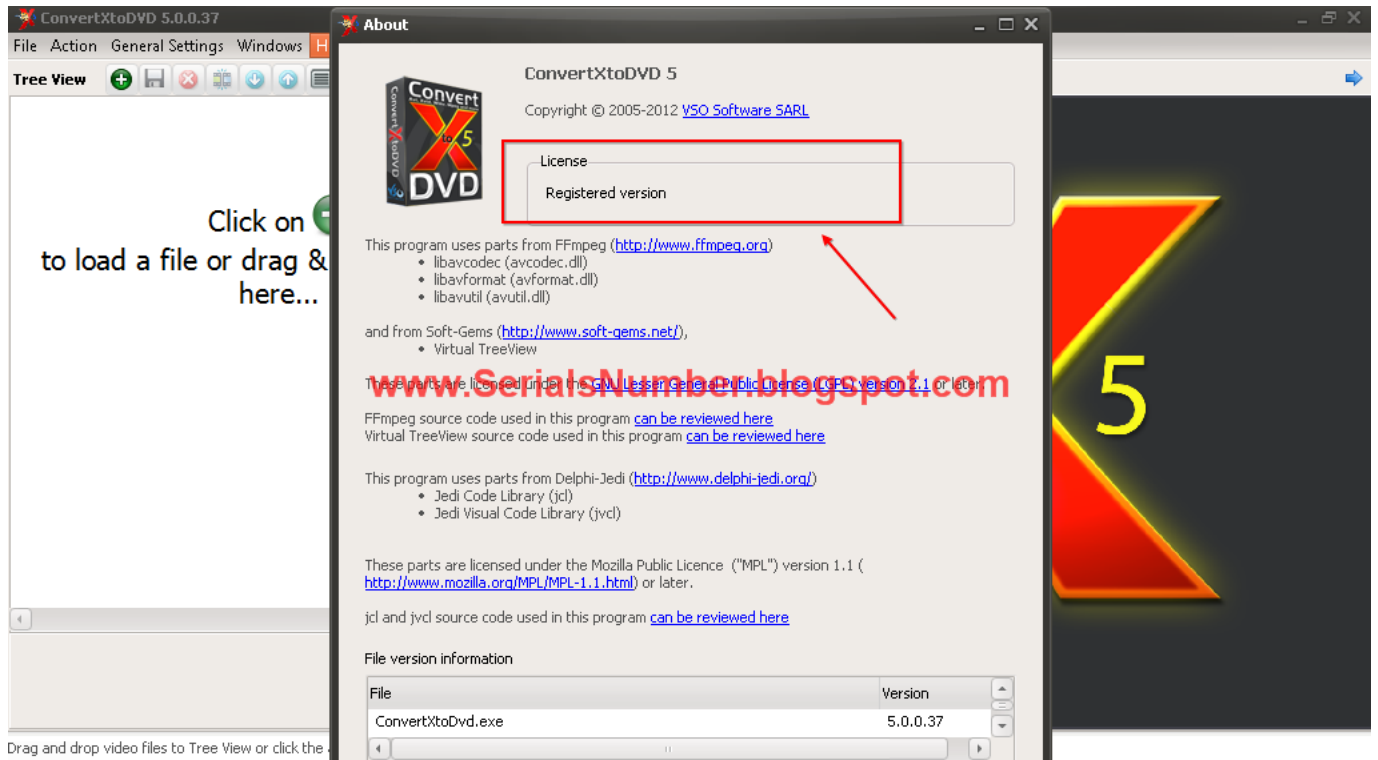 ConvertXtoDVD 5.0.0.37
File Action General Settings Windows H
Tree View
Click on
to load a file or drag &
here...
Drag and drop video files to Tree View or click the
About
Convert
X
to 5
DVD
ConvertXtoDVD
ConvertXtoDVD 5
Copyright © 2005-2012 VSO Software SARL
License
Registered version
This program uses parts from FFmpeg (http://www.ffmpeg.org)
• libavcodec (avcodec.dll)
• libavformat (avformat.dll)
• libavutil (avutil.dll)
and from Soft-Gems (http://www.soft-gems.net/),
• Virtual TreeView
These parts are licensed under the GNU Lesser General Public License (LGPL) version 2.1 or later.
www.SerialsNumber.blogspot.com
FFmpeg source code used in this program can be reviewed here
Virtual TreeView source code used in this program can be reviewed here
This program uses parts from Delphi-Jedi (http://www.delphi-jedi.org/)
• Jedi Code Library (jcl)
• Jedi Visual Code Library (jvcl)
These parts are licensed under the Mozilla Public Licence ("MPL") version 1.1 (
http://www.mozilla.org/MPL/MPL-1.1.html) or later.
jcl and jvcl source code used in this program can be reviewed here
File version information
File Version
ConvertXtoDvd.exe 5.0.0.37
5